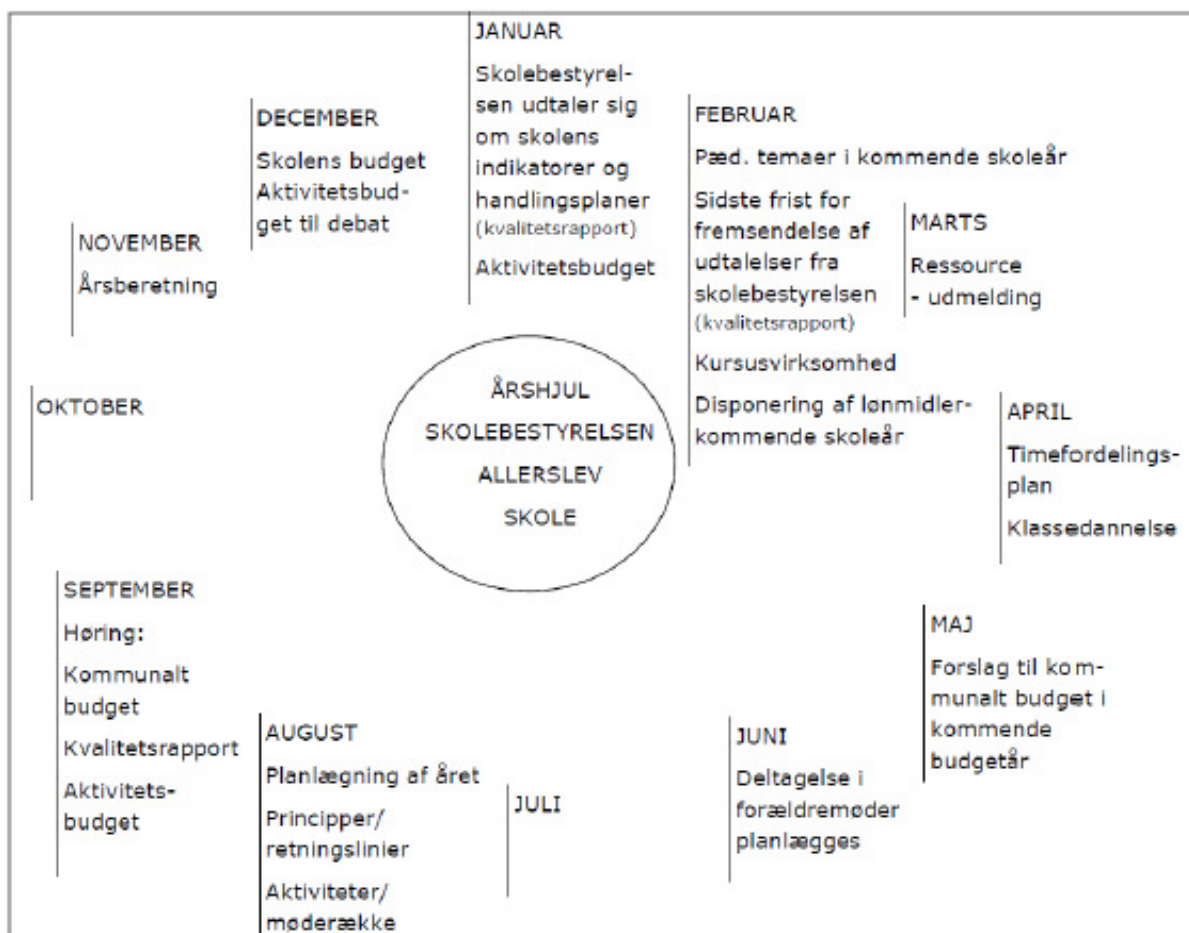 JANUAR
Skolebestyrel-
sen udtaler sig
om skolens
indikatorer og
handlingsplaner
(kvalitetsrapport)
Aktivitetsbudget
FEBRUAR
Pæd. temaer i kommende skoleår
Sidste frist for
fremsendelse af
udtalelser fra
skolebestyrelsen
(kvalitetsrapport)
Kursusvirksomhed
Disponering af lønmidler-
kommende skoleår
MARTS
Ressource
- udmelding
APRIL
Timefordelings-
plan
Klassedannelse
MAJ
Forslag til kom-
munalt budget i
kommende
budgetår
JUNI
Deltagelse i
forældremøder
planlægges
JULI
AUGUST
Planlægning af året
Principper/
retningslinier
Aktiviteter/
møderække
SEPTEMBER
Høring:
Kommunalt
budget
Kvalitetsrapport
Aktivitets-
budget
OKTOBER
NOVEMBER
Årsberetning
DECEMBER
Skolens budget
Aktivitetsbud-
get til debat
ÅRSHJUL
SKOLEBESTYRELSEN
ALLERSLEV
SKOLE